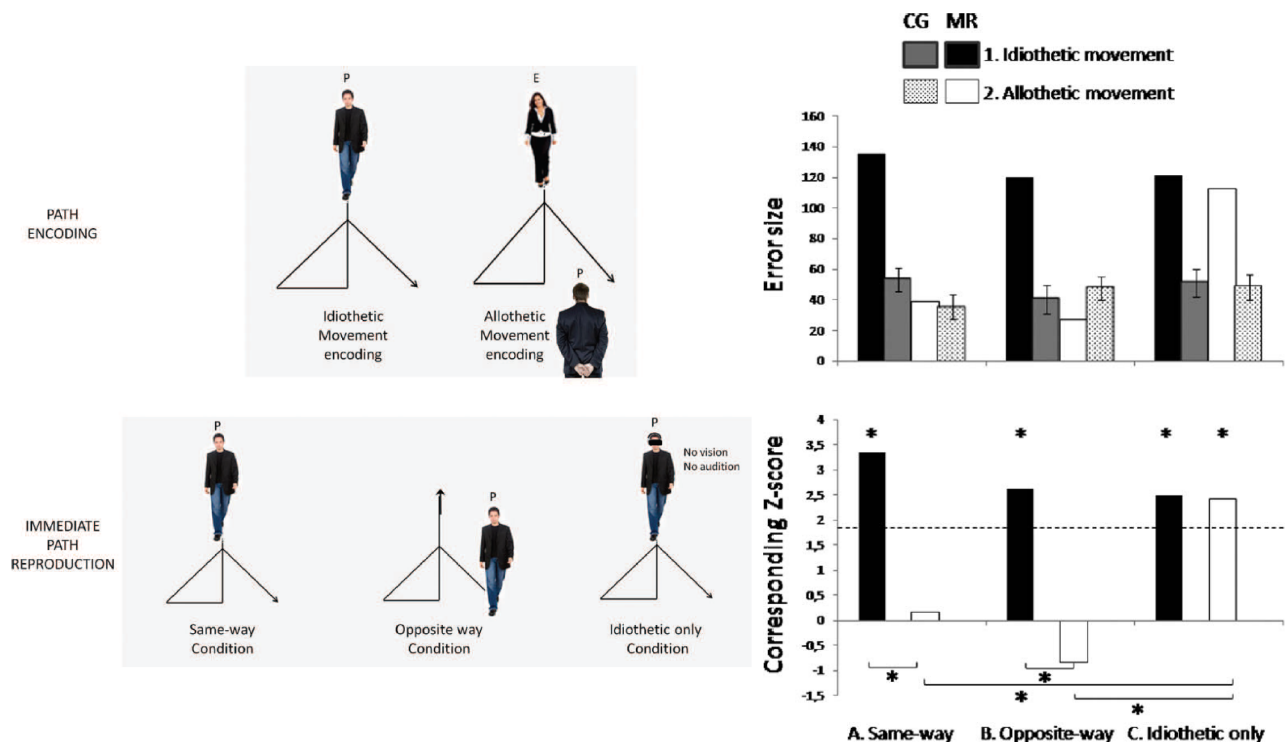 P
E
PATH
ENCODING
P
Idiothetic
Movement
encoding
Allothetic
Movement
encoding
P
P
P
No vision
No audition
IMMEDIATE
PATH
REPRODUCTION
Same-way
Condition
Opposite way
Condition
Idiothetic only
Condition
CG MR
1. Idiothetic movement
2. Allothetic movement
Error size
160
140
120
100
80
60
40
20
0
Corresponding Z-score
4
3,5
3
2,5
2
1,5
1
0,5
0
-0,5
-1
-1,5
* * * *
* * * *
A. Same-way B. Opposite-way C. Idiothetic only